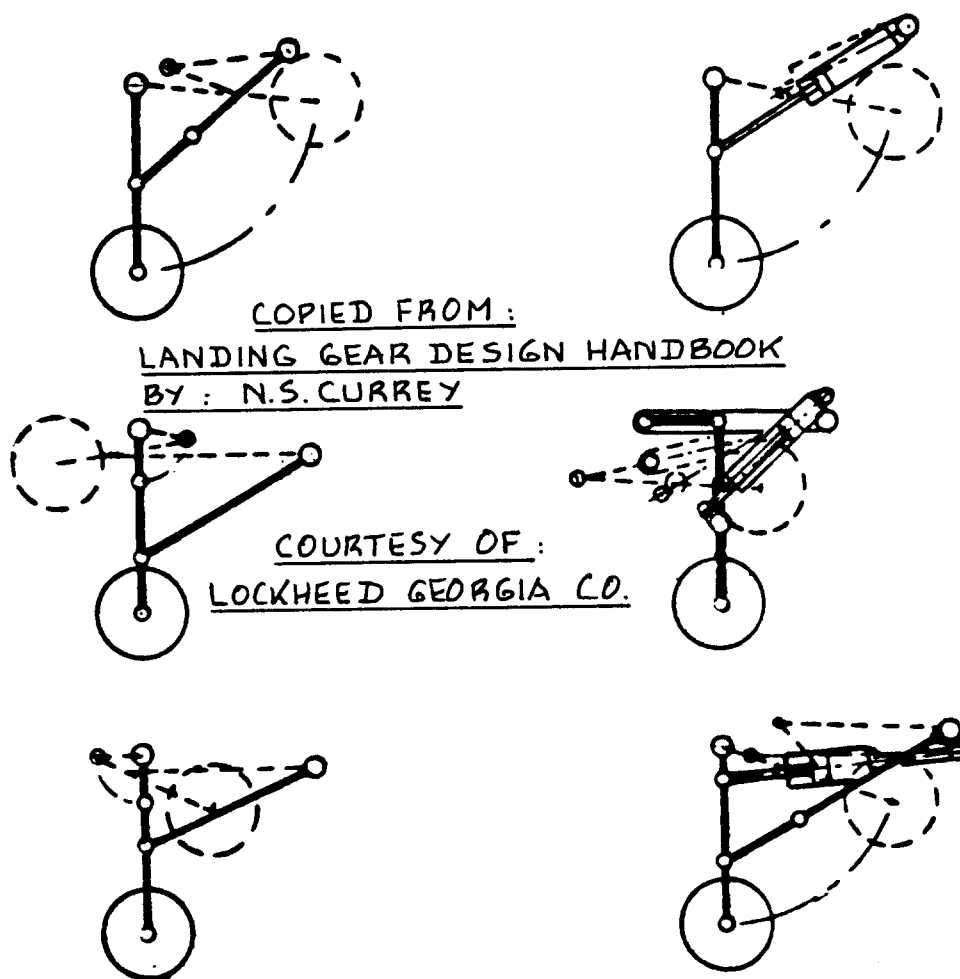 COPIED FROM :
LANDING GEAR DESIGN HANDBOOK
BY : N.S. CURREY
COURTESY OF :
LOCKHEED GEORGIA CO.